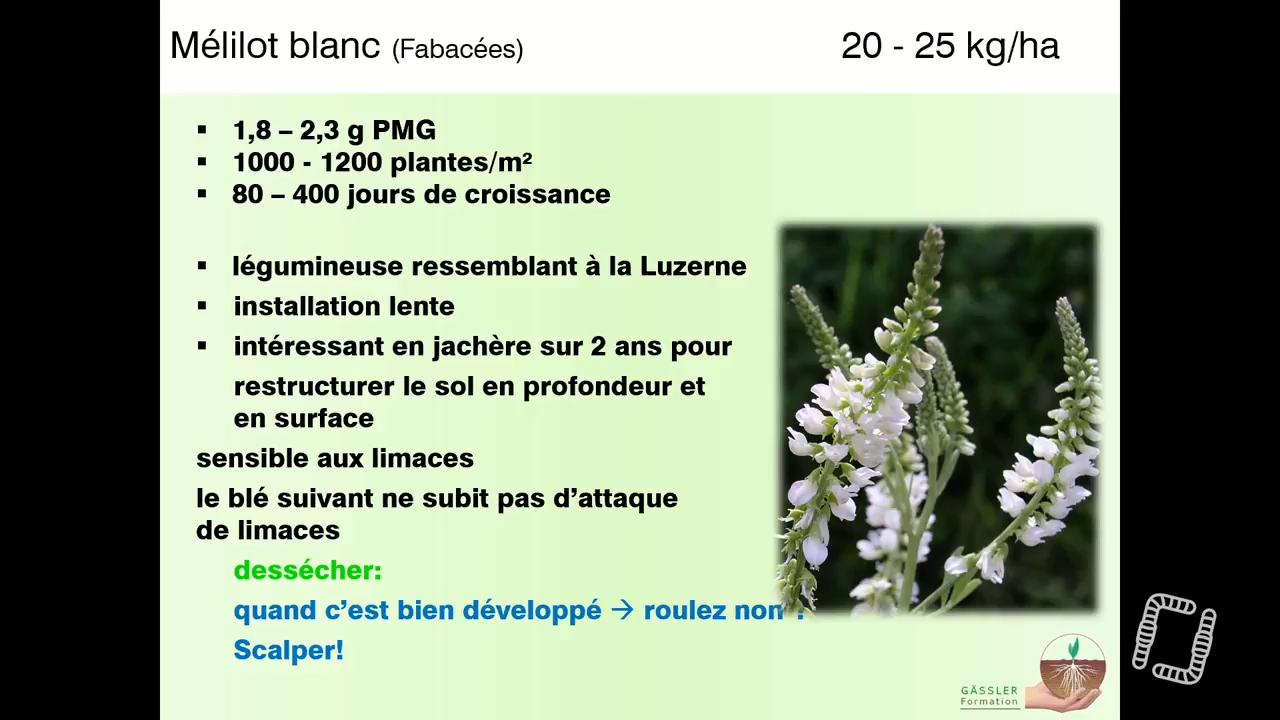 Mélilot blanc (Fabacées) 20 - 25 kg/ha
▪ 1,8 – 2,3 g PMG
▪ 1000 - 1200 plantes/m²
▪ 80 – 400 jours de croissance
▪ légumineuse ressemblant à la Luzerne
▪ installation lente
▪ intéressant en jachère sur 2 ans pour
restructurer le sol en profondeur et
en surface
sensible aux limaces
le blé suivant ne subit pas d’attaque
de limaces
dessécher:
quand c’est bien développé → roulez non !
Scalper!
GÄSSLER
Formation